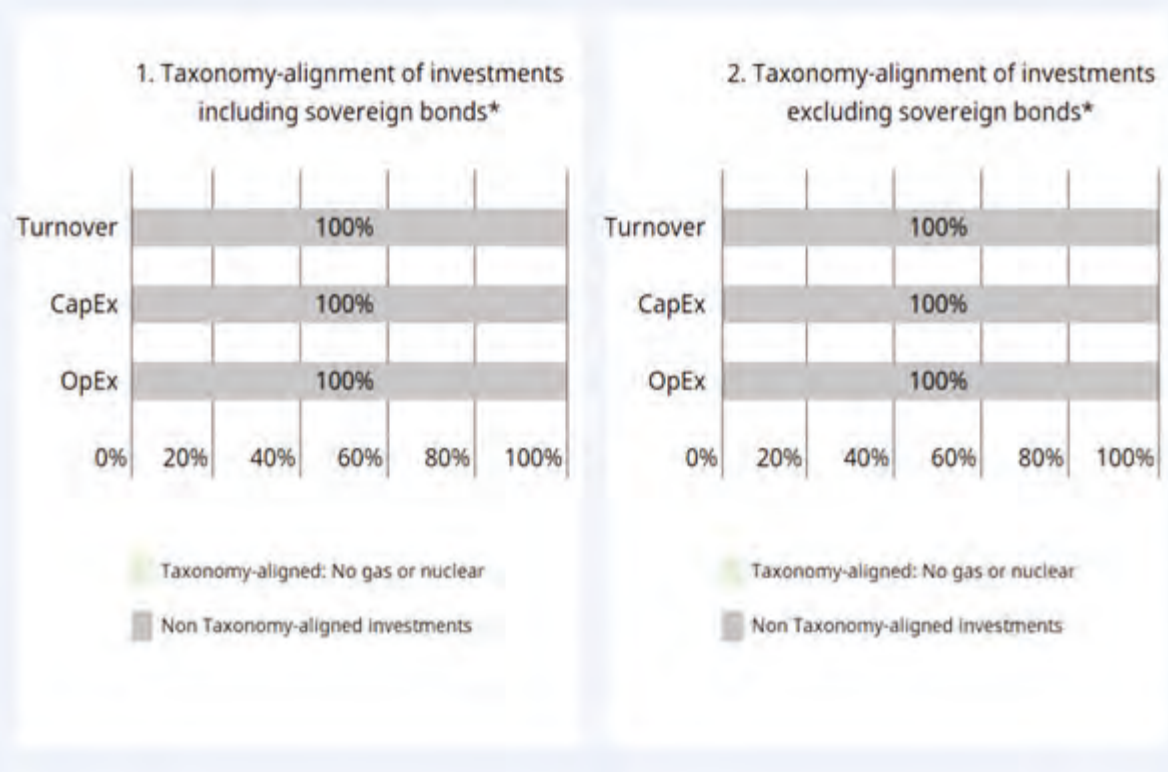 1. Taxonomy-alignment of investments
including sovereign bonds*
Turnover
100%
CapEx
100%
OpEx
100%
0%
20%
40%
60%
80%
100%
Taxonomy-aligned: No gas or nuclear
Non Taxonomy-aligned investments
2. Taxonomy-alignment of investments
excluding sovereign bonds*
Turnover
100%
CapEx
100%
OpEx
100%
0%
20%
40%
60%
80%
100%
Taxonomy-aligned: No gas or nuclear
Non Taxonomy-aligned investments